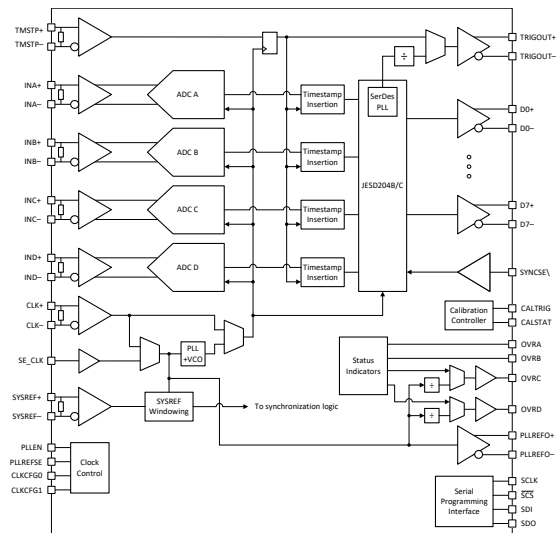 TMSTP+
TMSTP−
TRIGOUT+
TRIGOUT−
÷
SerDes
PLL
INA+
INA−
ADC A
Timestamp
Insertion
D0+
D0−
INB+
INB−
ADC B
Timestamp
Insertion
JESD204B/C
INC+
INC−
ADC C
Timestamp
Insertion
D7+
D7−
IND+
IND−
ADC D
Timestamp
Insertion
SYNCSE\
CLK+
CLK−
Calibration
Controller
CALTRIG
CALSTAT
SE_CLK
PLL
+VCO
Status
Indicators
OVRA
OVRB
OVRC
OVRD
÷
÷
SYSREF+
SYSREF−
SYSREF
Windowing
To synchronization logic
PLLREFO+
PLLREFO−
PLLEN
PLLREFSE
CLKCFG0
CLKCFG1
Clock
Control
Serial
Programming
Interface
SCLK
SCS
SDI
SDO